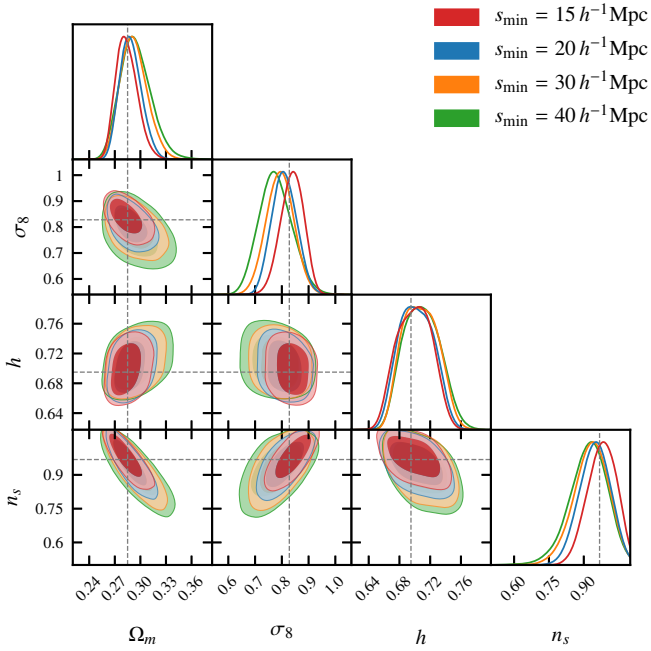 s_min = 15 h⁻¹Mpc
s_min = 20 h⁻¹Mpc
s_min = 30 h⁻¹Mpc
s_min = 40 h⁻¹Mpc
σ₈
1
0.9
0.8
0.7
0.6
h
0.76
0.72
0.68
0.64
n_s
0.9
0.75
0.6
0.24 0.27 0.30 0.33 0.36 0.6 0.7 0.8 0.9 1.0 0.64 0.68 0.72 0.76 0.60 0.75 0.90
Ω_m σ₈ h n_s